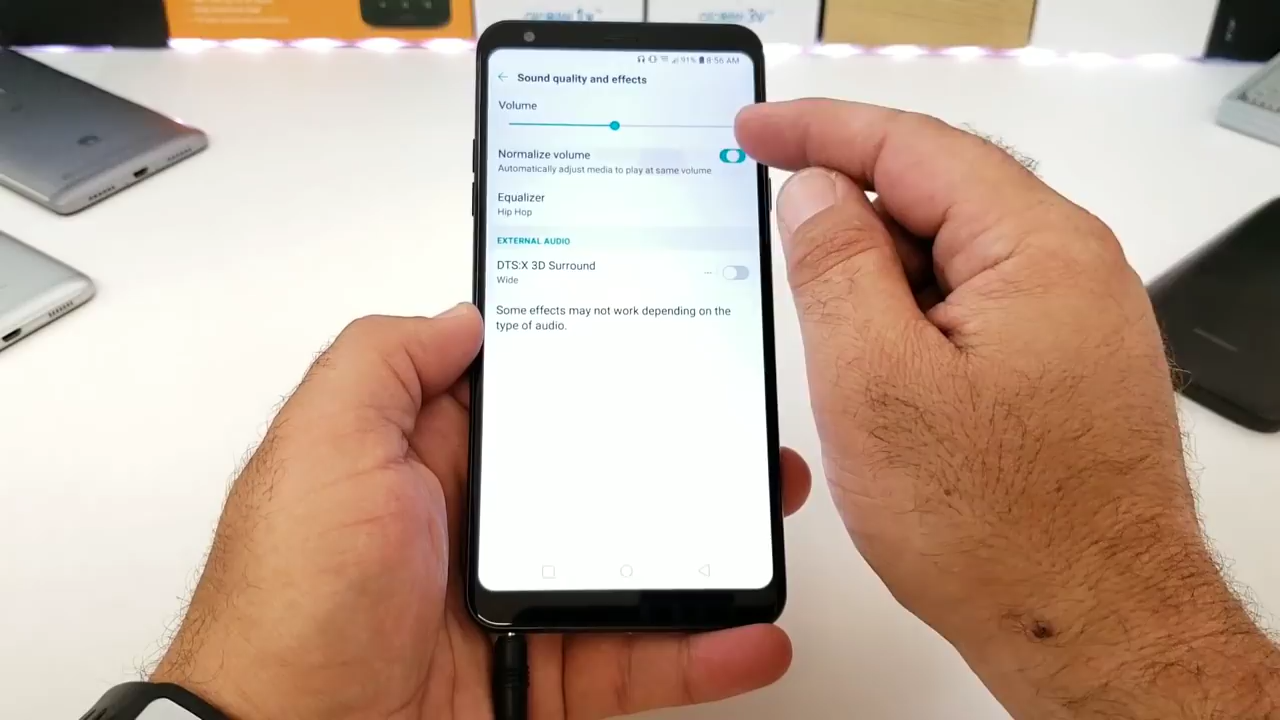 91% 8:56 AM
Sound quality and effects
Volume
Normalize volume
Automatically adjust media to play at same volume
Equalizer
Hip Hop
EXTERNAL AUDIO
DTS:X 3D Surround
Wide
Some effects may not work depending on the
type of audio.